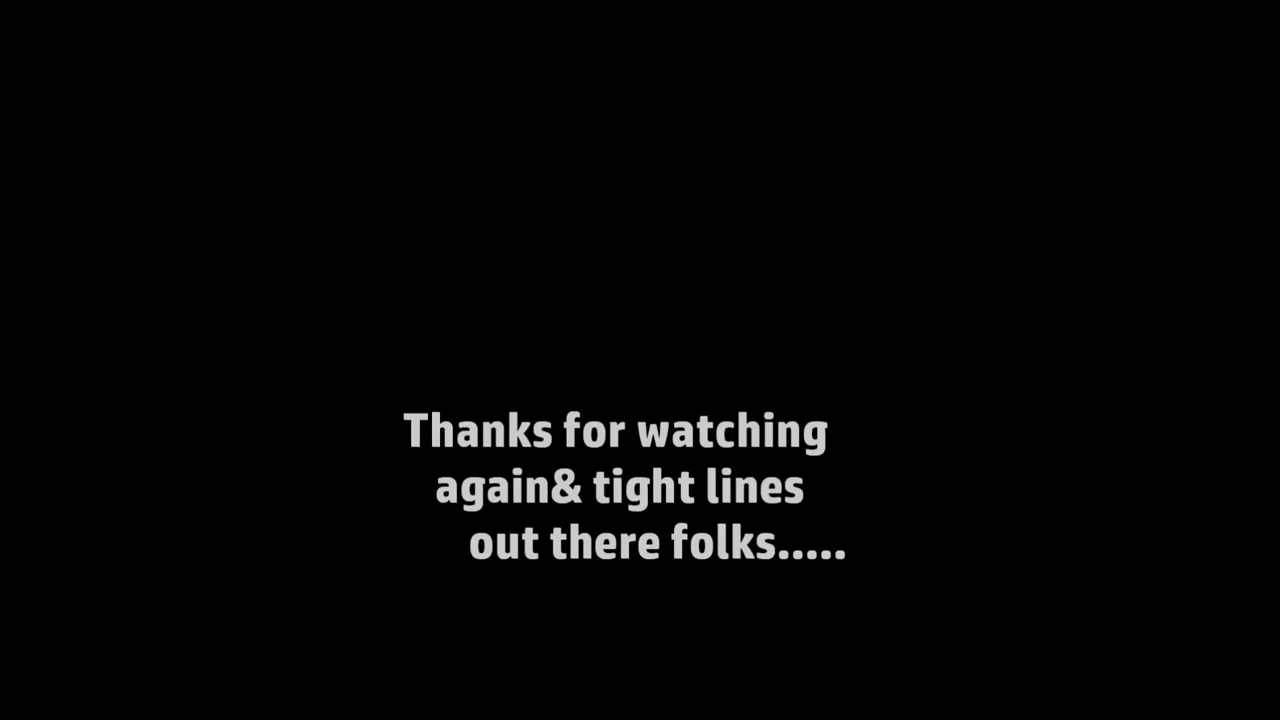 Thanks for watching
again& tight lines
out there folks.....